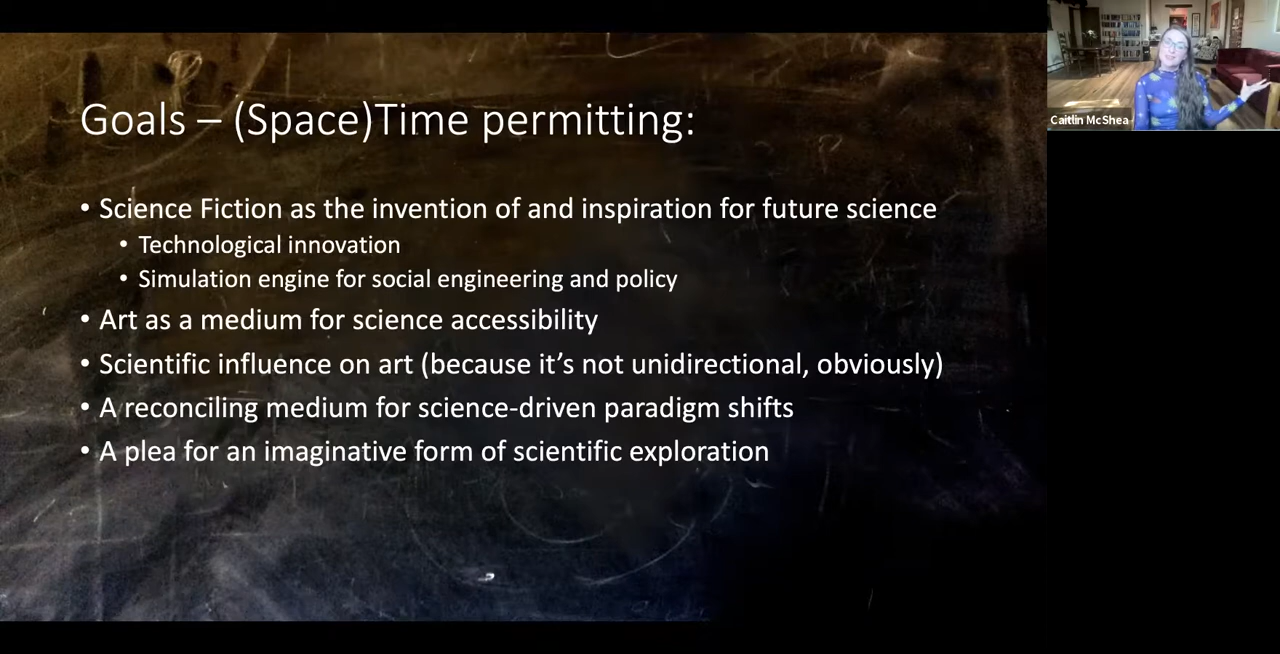 Goals – (Space)Time permitting:
• Science Fiction as the invention of and inspiration for future science
• Technological innovation
• Simulation engine for social engineering and policy
• Art as a medium for science accessibility
• Scientific influence on art (because it’s not unidirectional, obviously)
• A reconciling medium for science-driven paradigm shifts
• A plea for an imaginative form of scientific exploration
Caitlin McShea